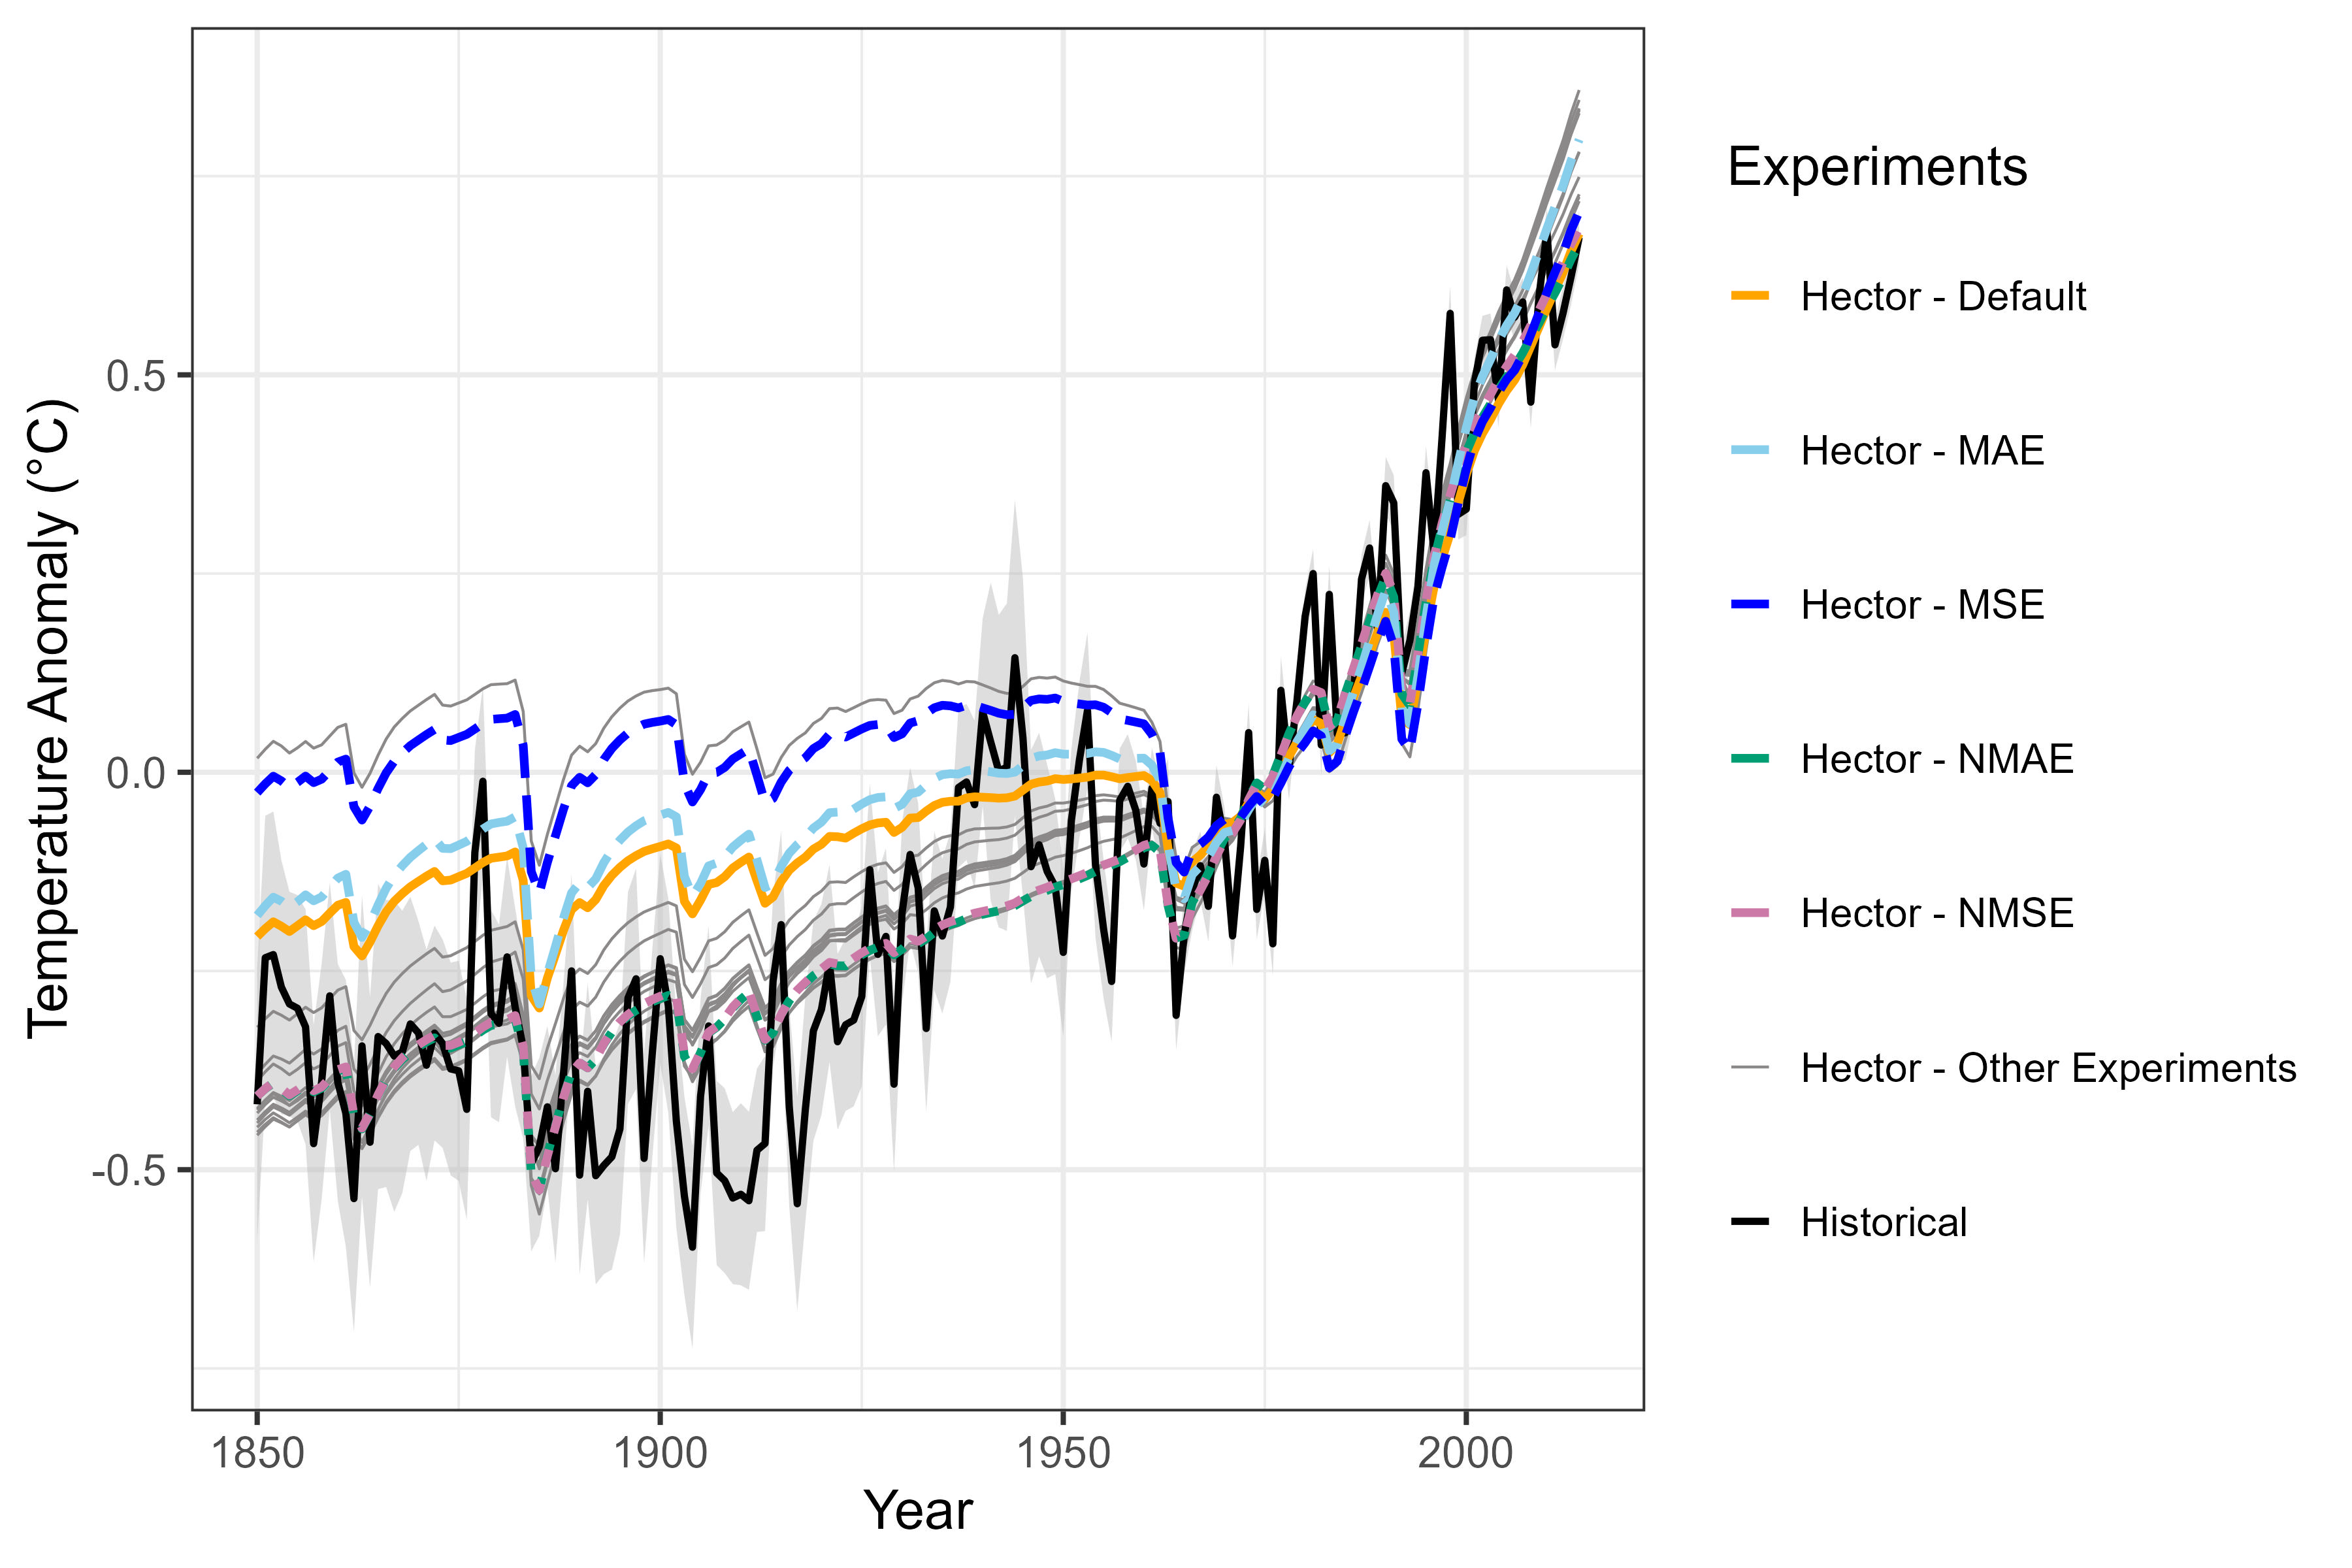 Temperature Anomaly (°C)
0.5
0.0
-0.5
1850
1900
1950
2000
Year
Experiments
Hector - Default
Hector - MAE
Hector - MSE
Hector - NMAE
Hector - NMSE
Hector - Other Experiments
Historical